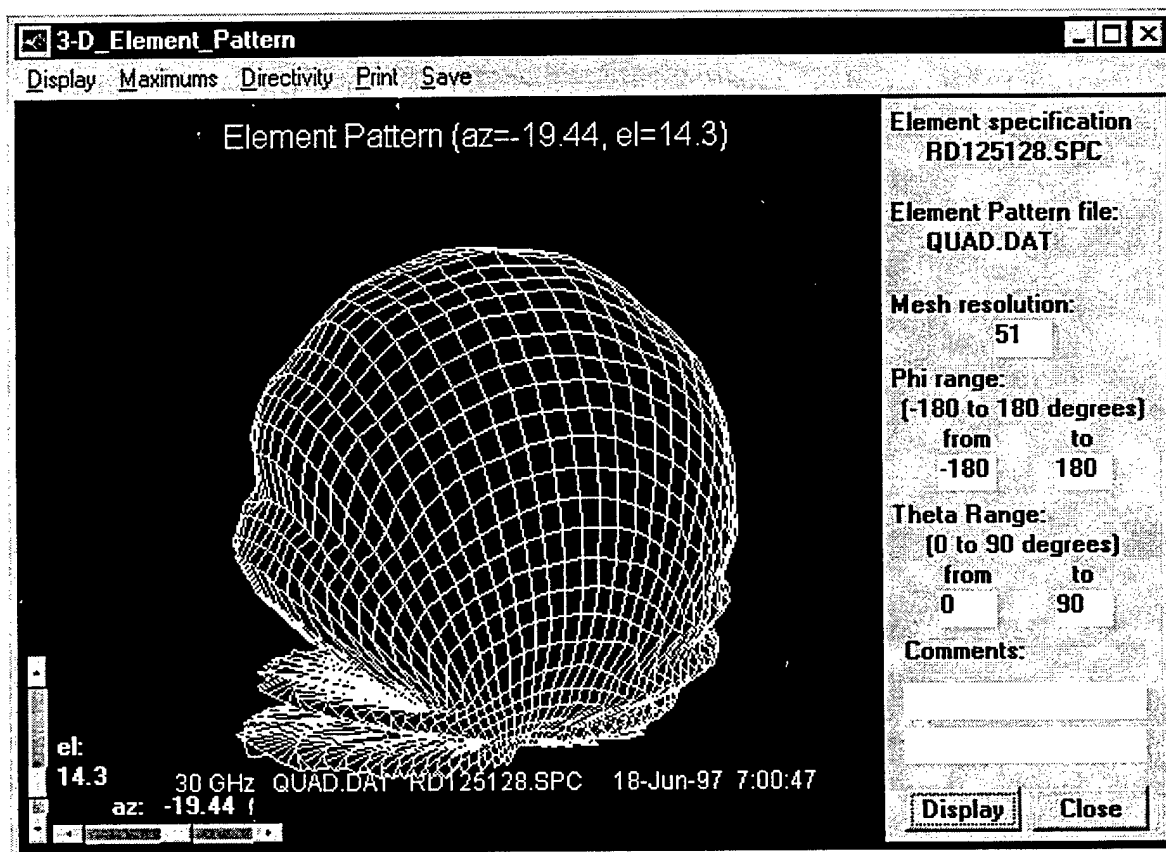 3-D_Element_Pattern
Display Maximums Directivity Print Save
Element Pattern (az=-19.44, el=14.3)
Element specification
RD125128.SPC
Element Pattern file:
QUAD.DAT
Mesh resolution:
51
Phi range:
(-180 to 180 degrees)
from to
-180 180
Theta Range:
(0 to 90 degrees)
from to
0 90
Comments:
el:
14.3
30 GHz QUAD.DAT RD125128.SPC 18-Jun-97 7:00:47
az: -19.44
Display Close